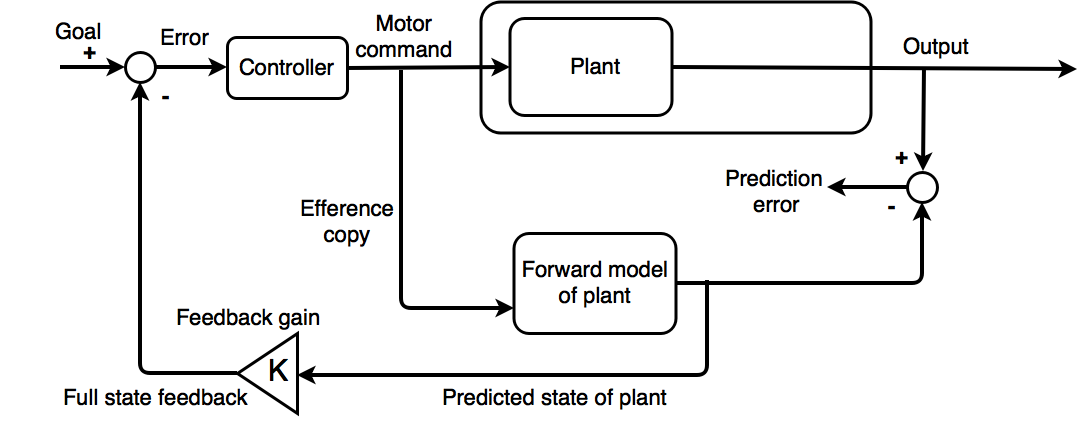 Goal
+
Error
-
Controller
Motor
command
Plant
Output
+
-
Prediction
error
Efference
copy
Forward model
of plant
Feedback gain
K
Full state feedback
Predicted state of plant